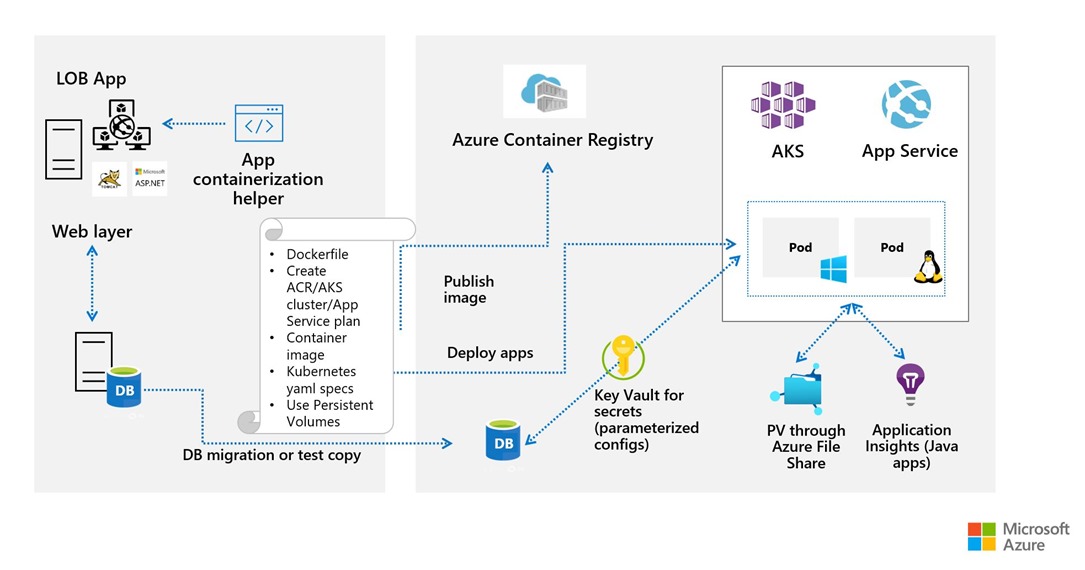 LOB App
TOMCAT
Microsoft
ASP.NET
App
containerization
helper
Web layer
DB
• Dockerfile
• Create
ACR/AKS
cluster/App
Service plan
• Container
image
• Kubernetes
yaml specs
• Use Persistent
Volumes
DB migration or test copy
Azure Container Registry
Publish
image
Deploy apps
DB
Key Vault for
secrets
(parameterized
configs)
AKS
App Service
Pod
Pod
PV through
Azure File
Share
Application
Insights (Java
apps)
Microsoft
Azure